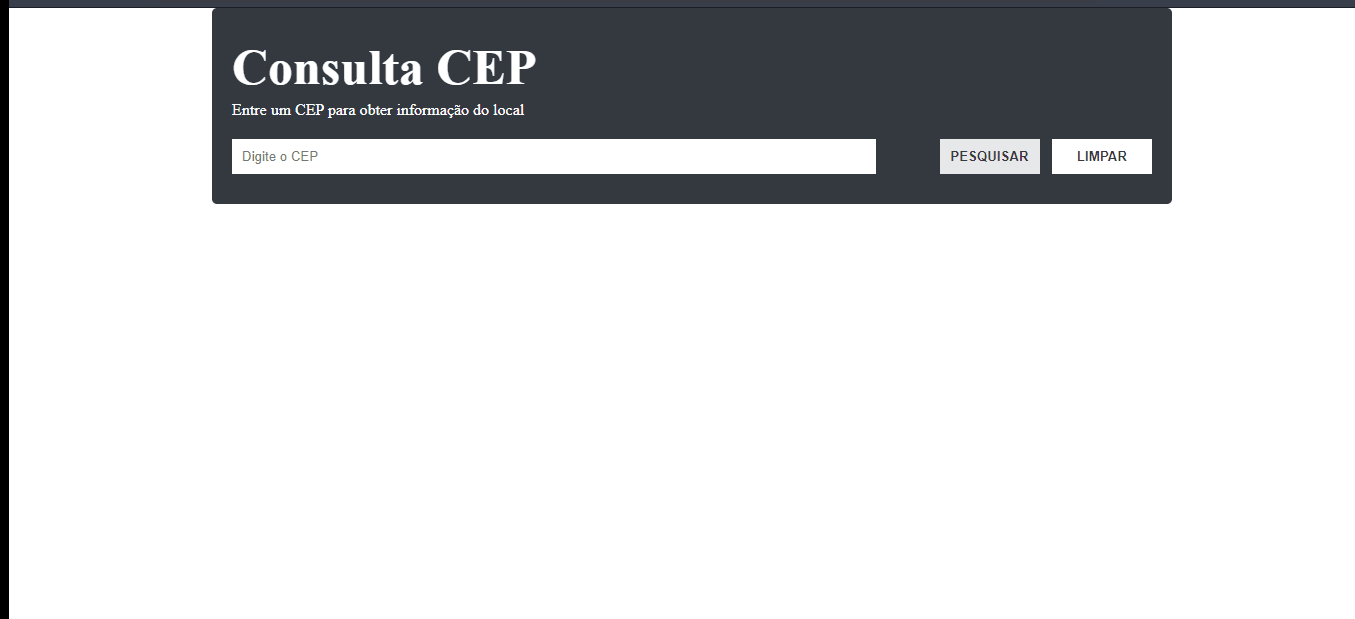 Consulta CEP
Entre um CEP para obter informação do local
Digite o CEP
PESQUISAR
LIMPAR